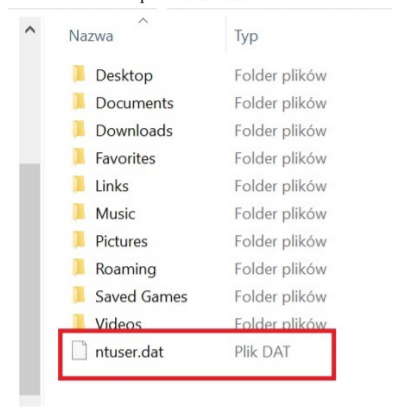 Nazwa Typ
Desktop Folder plików
Documents Folder plików
Downloads Folder plików
Favorites Folder plików
Links Folder plików
Music Folder plików
Pictures Folder plików
Roaming Folder plików
Saved Games Folder plików
Videos Folder plików
ntuser.dat Plik DAT